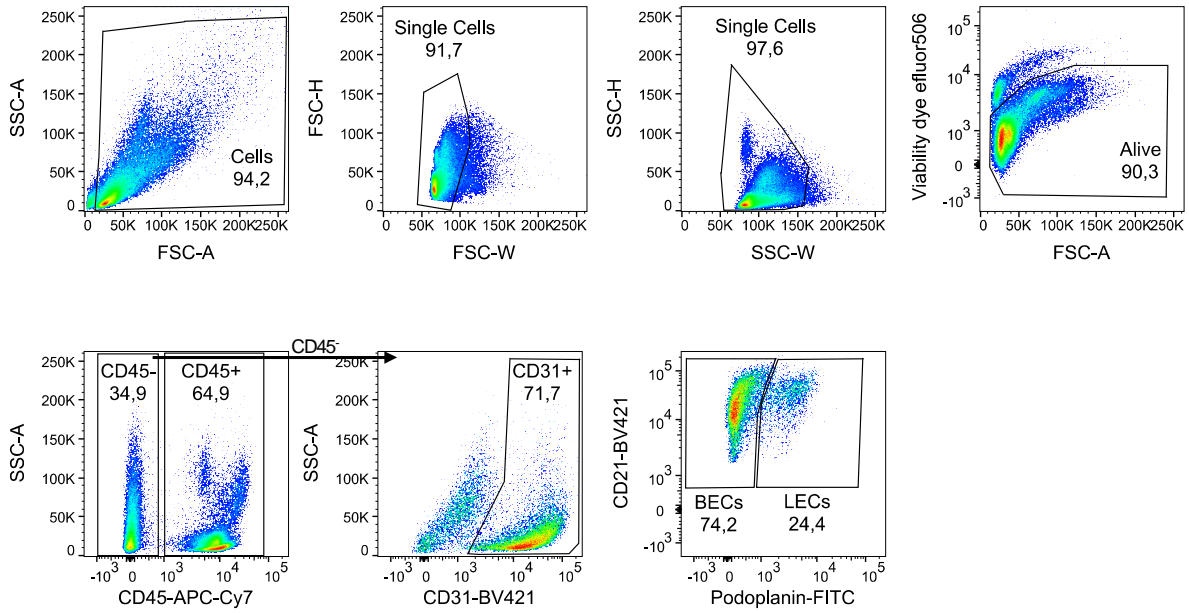 250K
200K
150K
100K
50K
0
SSC-A
Cells
94,2
0 50K 100K 150K 200K 250K
FSC-A
250K
200K
150K
100K
50K
0
FSC-H
Single Cells
91,7
0 50K 100K 150K 200K 250K
FSC-W
250K
200K
150K
100K
50K
0
SSC-H
Single Cells
97,6
0 50K 100K 150K 200K 250K
SSC-W
10^5
10^4
10^3
0
-10^3
Viability dye efluor506
Alive
90,3
0 50K 100K 150K 200K 250K
FSC-A
CD45-
250K
200K
150K
100K
50K
0
SSC-A
CD45-
34,9
CD45+
64,9
-10^3 0 10^3 10^4 10^5
CD45-APC-Cy7
250K
200K
150K
100K
50K
0
SSC-A
CD31+
71,7
-10^3 0 10^3 10^4 10^5
CD31-BV421
10^5
10^4
10^3
0
-10^3
CD21-BV421
BECs
74,2
LECs
24,4
-10^3 0 10^3 10^4 10^5
Podoplanin-FITC